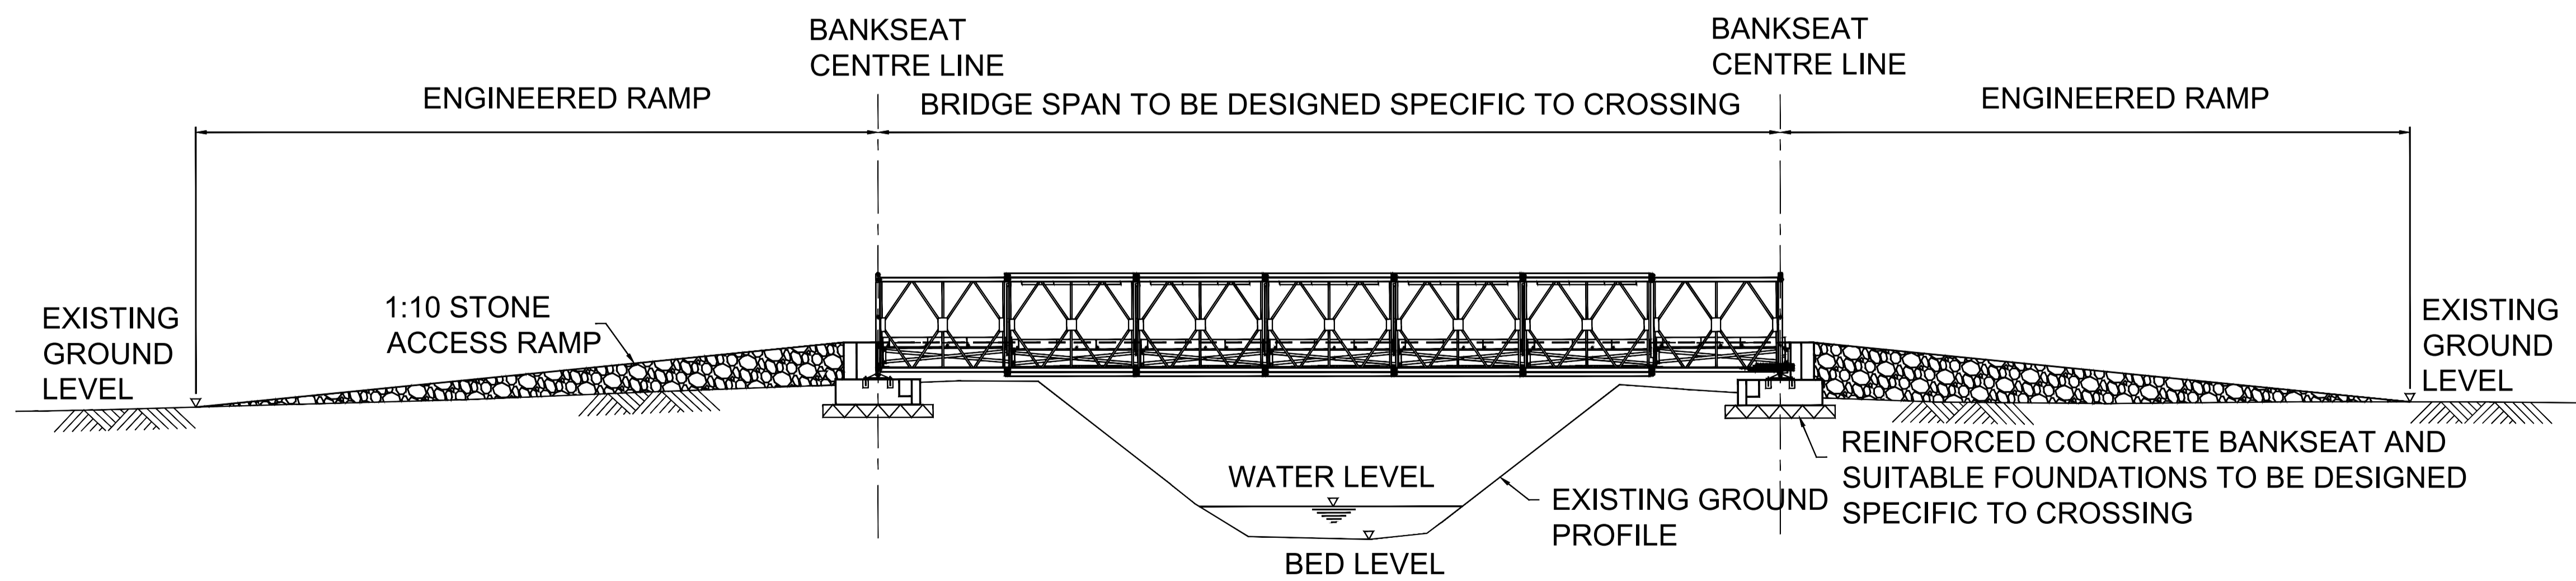 BANKSEAT
CENTRE LINE
BANKSEAT
CENTRE LINE
ENGINEERED RAMP
BRIDGE SPAN TO BE DESIGNED SPECIFIC TO CROSSING
ENGINEERED RAMP
EXISTING
GROUND
LEVEL
1:10 STONE
ACCESS RAMP
EXISTING
GROUND
LEVEL
WATER LEVEL
BED LEVEL
EXISTING GROUND
PROFILE
REINFORCED CONCRETE BANKSEAT AND
SUITABLE FOUNDATIONS TO BE DESIGNED
SPECIFIC TO CROSSING